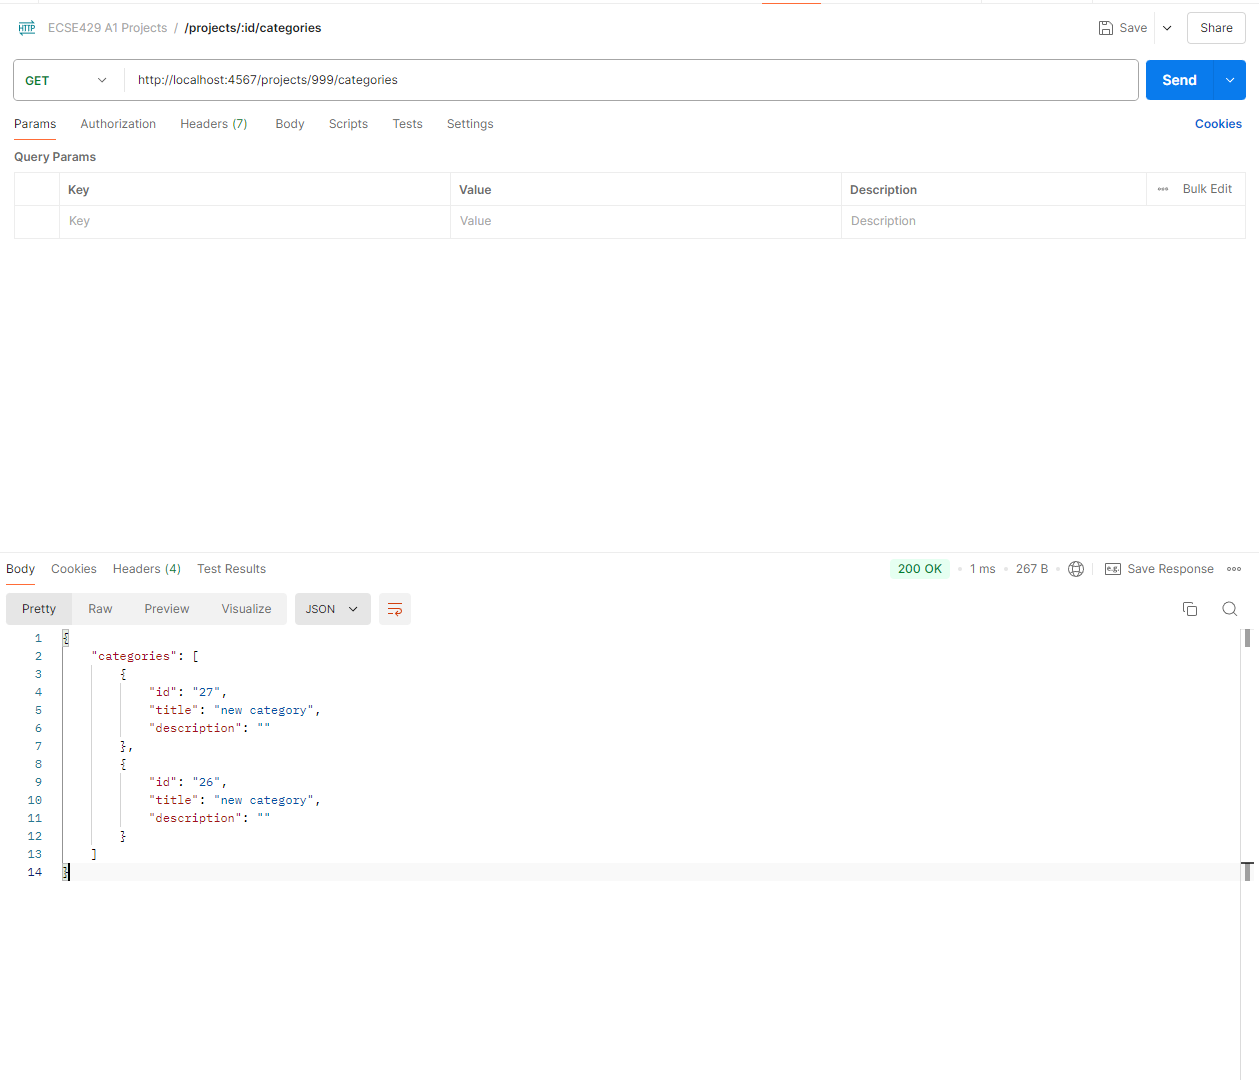 HTTP ECSE429 A1 Projects / /projects/:id/categories Save Share
GET http://localhost:4567/projects/999/categories Send
Params Authorization Headers (7) Body Scripts Tests Settings Cookies
Query Params
Key Value Description Bulk Edit
Key Value Description
Body Cookies Headers (4) Test Results 200 OK 1 ms 267 B e.g. Save Response
Pretty Raw Preview Visualize JSON
1 {
2 "categories": [
3 {
4 "id": "27",
5 "title": "new category",
6 "description": ""
7 },
8 {
9 "id": "26",
10 "title": "new category",
11 "description": ""
12 }
13 ]
14 }